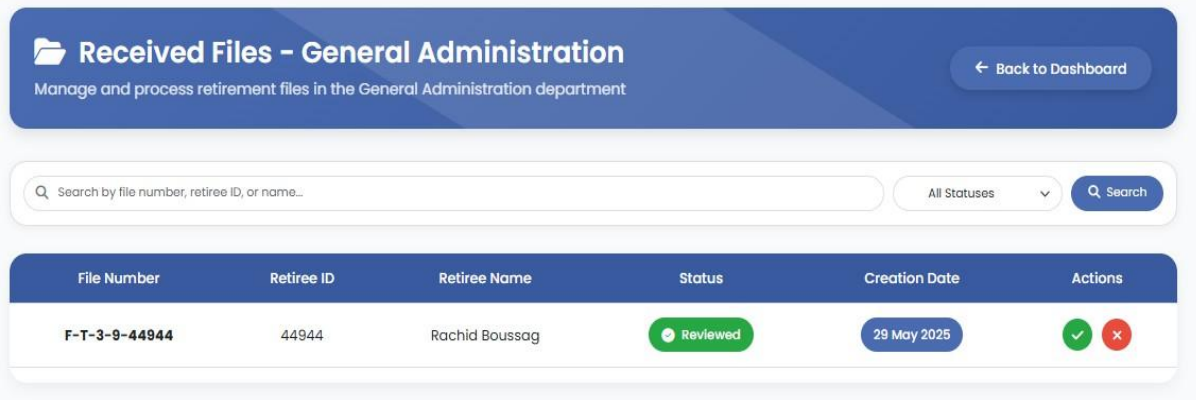 Received Files - General Administration
Manage and process retirement files in the General Administration department
← Back to Dashboard
Search by file number, retiree ID, or name...
All Statuses
Search
File Number Retiree ID Retiree Name Status Creation Date Actions
F-T-3-9-44944 44944 Rachid Boussag Reviewed 29 May 2025